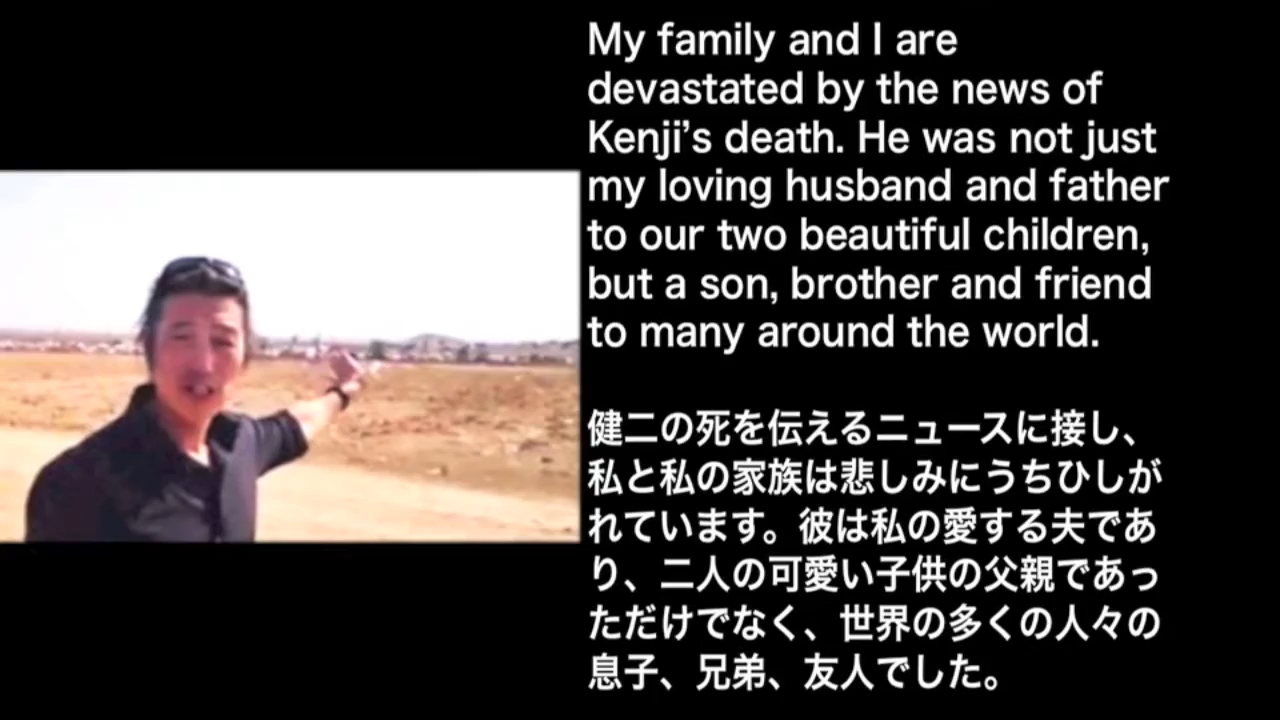 My family and I are
devastated by the news of
Kenji’s death. He was not just
my loving husband and father
to our two beautiful children,
but a son, brother and friend
to many around the world.
健二の死を伝えるニュースに接し、
私と私の家族は悲しみにうちひしが
れています。彼は私の愛する夫であ
り、二人の可愛い子供の父親であっ
ただけでなく、世界の多くの人々の
息子、兄弟、友人でした。